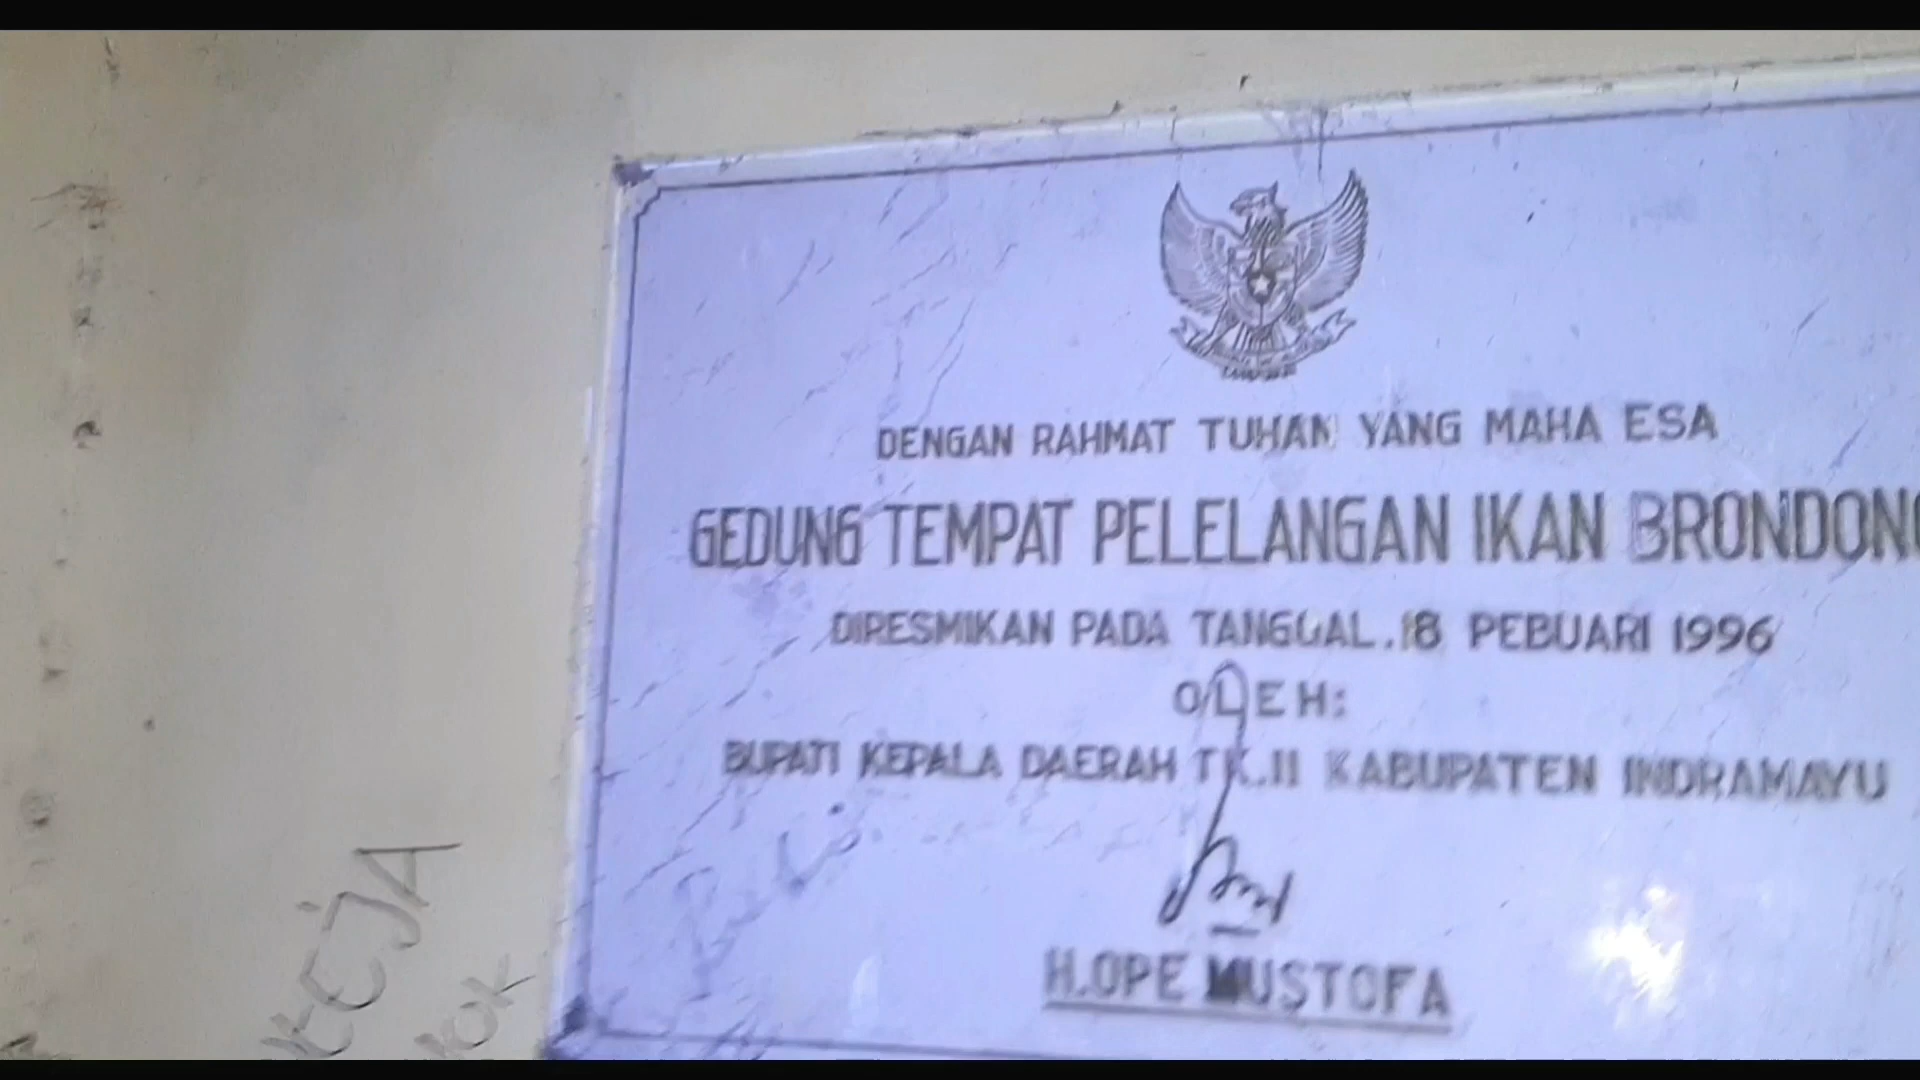 DENGAN RAHMAT TUHAN YANG MAHA ESA
GEDUNG TEMPAT PELELANGAN IKAN BRONDONG
DIRESMIKAN PADA TANGGAL.18 PEBUARI 1996
OLEH:
BUPATI KEPALA DAERAH TK.II KABUPATEN INDRAMAYU
H.OPE MUSTOFA